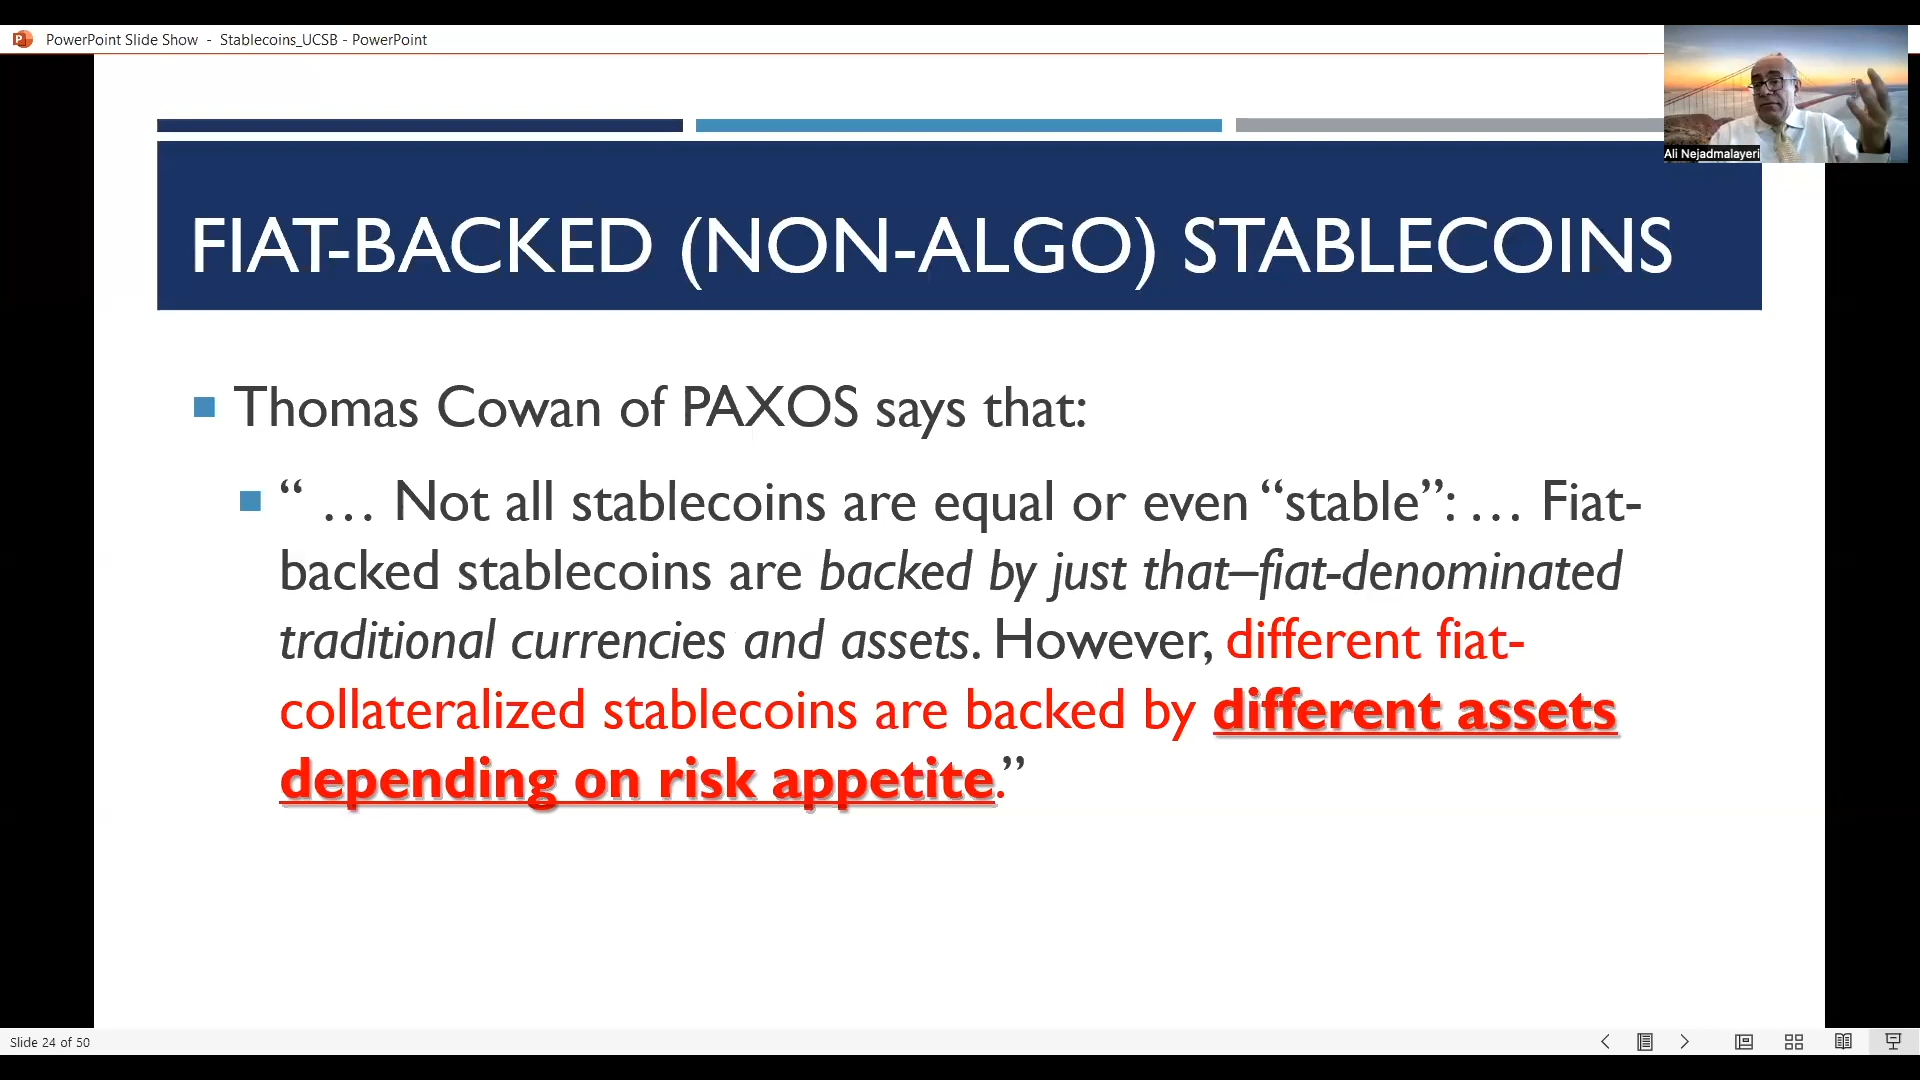 PowerPoint Slide Show - Stablecoins_UCSB - PowerPoint
Ali Nejadmalayeri
FIAT-BACKED (NON-ALGO) STABLECOINS
Thomas Cowan of PAXOS says that:
“ … Not all stablecoins are equal or even “stable”: … Fiat-
backed stablecoins are backed by just that–fiat-denominated
traditional currencies and assets. However, different fiat-
collateralized stablecoins are backed by different assets
depending on risk appetite.”
Slide 24 of 50